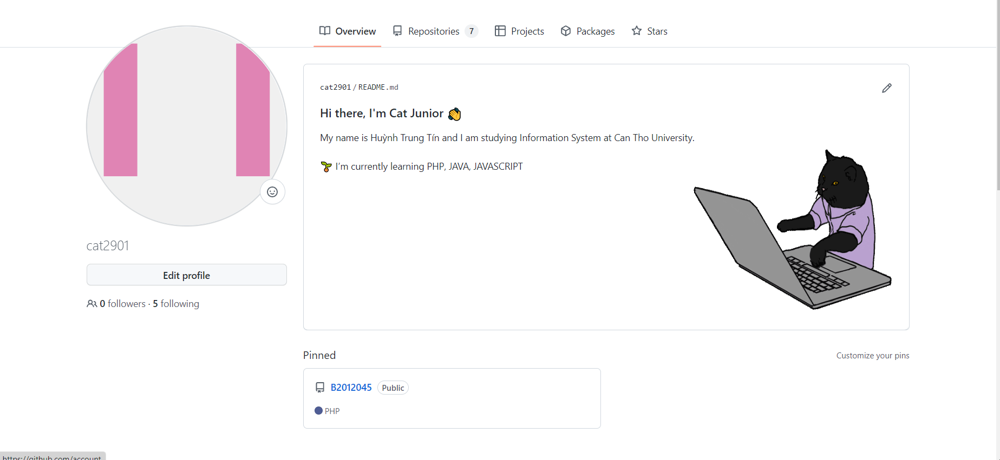 Overview Repositories 7 Projects Packages Stars
cat2901/README.md
Hi there, I'm Cat Junior 👋
My name is Huỳnh Trung Tín and I am studying Information System at Can Tho University.
🌱 I’m currently learning PHP, JAVA, JAVASCRIPT
cat2901
Edit profile
0 followers · 5 following
Pinned
Customize your pins
B2012045 Public
PHP
https://github.com/account